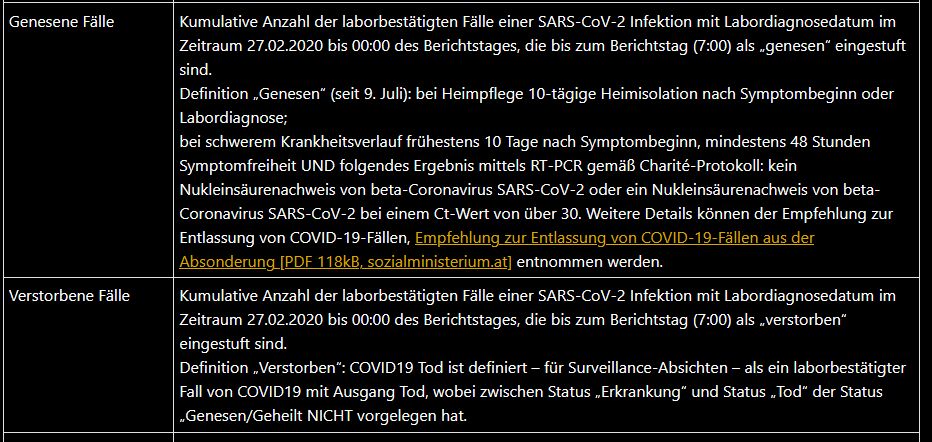 Genesene Fälle
Kumulative Anzahl der laborbestätigten Fälle einer SARS-CoV-2 Infektion mit Labordiagnosedatum im
Zeitraum 27.02.2020 bis 00:00 des Berichtstages, die bis zum Berichtstag (7:00) als „genesen“ eingestuft
sind.
Definition „Genesen“ (seit 9. Juli): bei Heimpflege 10-tägige Heimisolation nach Symptombeginn oder
Labordiagnose;
bei schwerem Krankheitsverlauf frühestens 10 Tage nach Symptombeginn, mindestens 48 Stunden
Symptomfreiheit UND folgendes Ergebnis mittels RT-PCR gemäß Charité-Protokoll: kein
Nukleinsäurenachweis von beta-Coronavirus SARS-CoV-2 oder ein Nukleinsäurenachweis von beta-
Coronavirus SARS-CoV-2 bei einem Ct-Wert von über 30. Weitere Details können der Empfehlung zur
Entlassung von COVID-19-Fällen, Empfehlung zur Entlassung von COVID-19-Fällen aus der
Absonderung [PDF 118kB, sozialministerium.at] entnommen werden.
Verstorbene Fälle
Kumulative Anzahl der laborbestätigten Fälle einer SARS-CoV-2 Infektion mit Labordiagnosedatum im
Zeitraum 27.02.2020 bis 00:00 des Berichtstages, die bis zum Berichtstag (7:00) als „verstorben“
eingestuft sind.
Definition „Verstorben“: COVID19 Tod ist definiert – für Surveillance-Absichten – als ein laborbestätigter
Fall von COVID19 mit Ausgang Tod, wobei zwischen Status „Erkrankung“ und Status „Tod“ der Status
„Genesen/Geheilt NICHT vorgelegen hat.